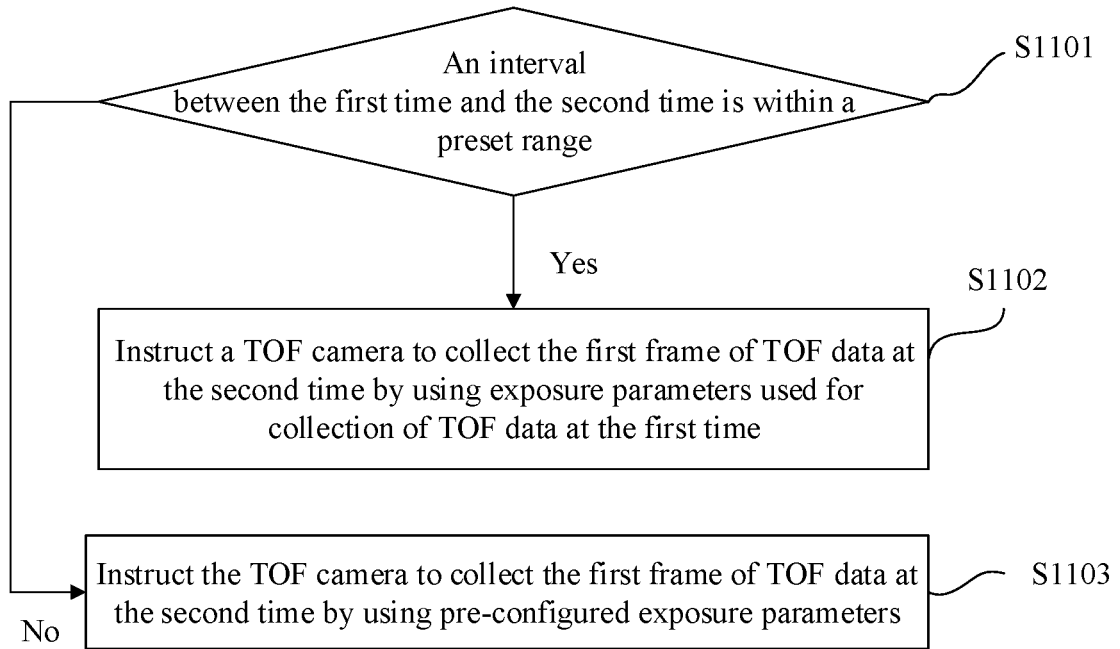 An interval
between the first time and the second time is within a
preset range
S1101
Yes
S1102
Instruct a TOF camera to collect the first frame of TOF data at
the second time by using exposure parameters used for
collection of TOF data at the first time
Instruct the TOF camera to collect the first frame of TOF data at
the second time by using pre-configured exposure parameters
S1103
No